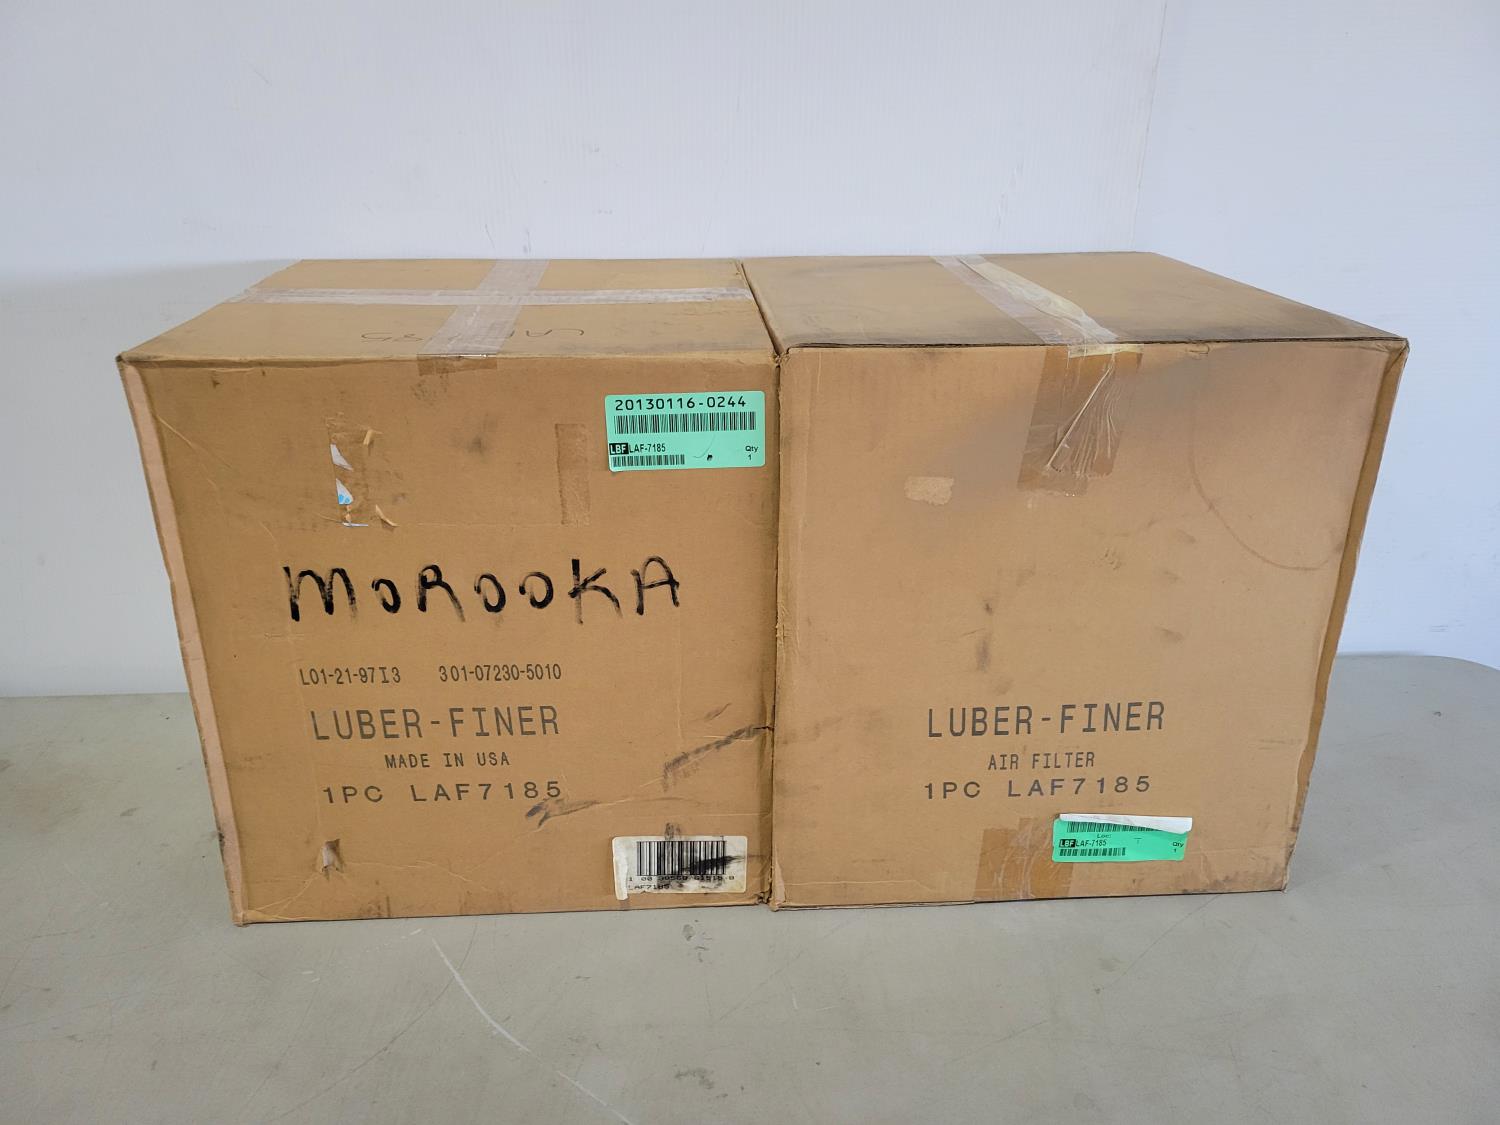 20130116-0244
LBF LAF-7185
Qty
1
MOROOKA
L01-21-97I3 301-07230-5010
LUBER-FINER
MADE IN USA
1PC LAF7185
LAF7185
LUBER-FINER
AIR FILTER
1PC LAF7185
Loc:
LBF LAF-7185
Qty
1